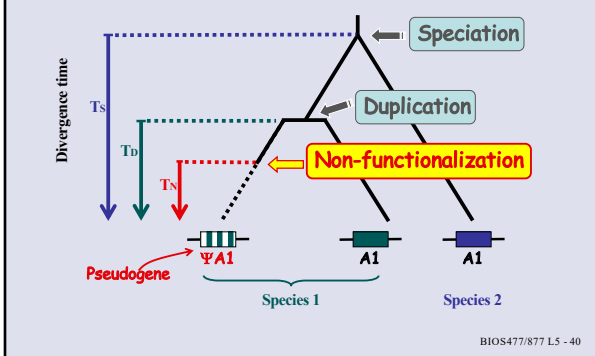 Speciation
Divergence time
Ts
Duplication
TD
Non-functionalization
TN
ΨA1
A1
A1
Pseudogene
Species 1
Species 2
BIOS477/877 L5 - 40